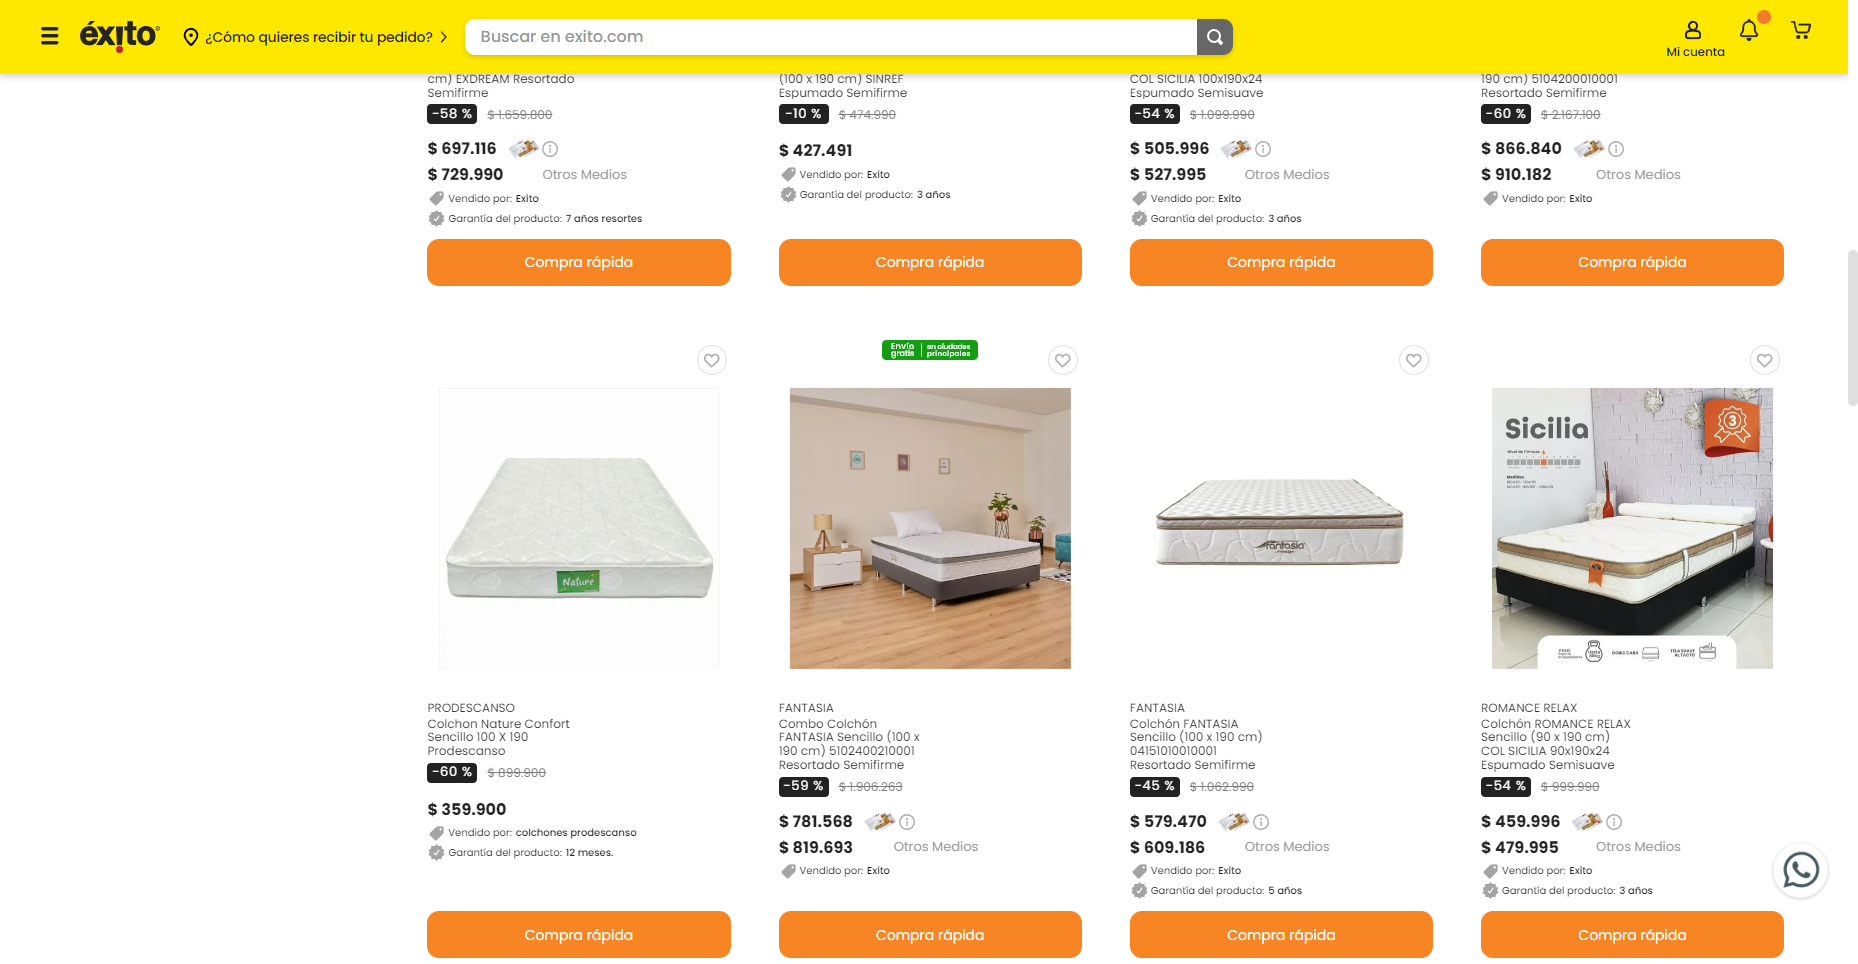 éxito
¿Cómo quieres recibir tu pedido?
Buscar en exito.com
Mi cuenta
cm) EXDREAM Resortado
Semifirme
-58 % $ 1.659.800
$ 697.116
$ 729.990 Otros Medios
Vendido por: Exito
Garantía del producto: 7 años resortes
Compra rápida
(100 x 190 cm) SINREF
Espumado Semifirme
-10 % $ 474.990
$ 427.491
Vendido por: Exito
Garantía del producto: 3 años
Compra rápida
COL SICILIA 100x190x24
Espumado Semisuave
-54 % $ 1.099.990
$ 505.996
$ 527.995 Otros Medios
Vendido por: Exito
Garantía del producto: 3 años
Compra rápida
190 cm) 5104200010001
Resortado Semifirme
-60 % $ 2.167.100
$ 866.840
$ 910.182 Otros Medios
Vendido por: Exito
Compra rápida
Nature
PRODESCANSO
Colchon Nature Confort
Sencillo 100 X 190
Prodescanso
-60 % $ 899.900
$ 359.900
Vendido por: colchones prodescanso
Garantía del producto: 12 meses.
Compra rápida
Envío gratis en ciudades principales
FANTASIA
Combo Colchón
FANTASIA Sencillo (100 x
190 cm) 5102400210001
Resortado Semifirme
-59 % $ 1.906.263
$ 781.568
$ 819.693 Otros Medios
Vendido por: Exito
Compra rápida
fantasia
FANTASIA
Colchón FANTASIA
Sencillo (100 x 190 cm)
04151010010001
Resortado Semifirme
-45 % $ 1.062.990
$ 579.470
$ 609.186 Otros Medios
Vendido por: Exito
Garantía del producto: 5 años
Compra rápida
Sicilia
3
Nivel de firmeza
Medidas
PESO
DOBLE CARA
TELA SUAVE
AL TACTO
ROMANCE RELAX
Colchón ROMANCE RELAX
Sencillo (90 x 190 cm)
COL SICILIA 90x190x24
Espumado Semisuave
-54 % $ 999.990
$ 459.996
$ 479.995 Otros Medios
Vendido por: Exito
Garantía del producto: 3 años
Compra rápida